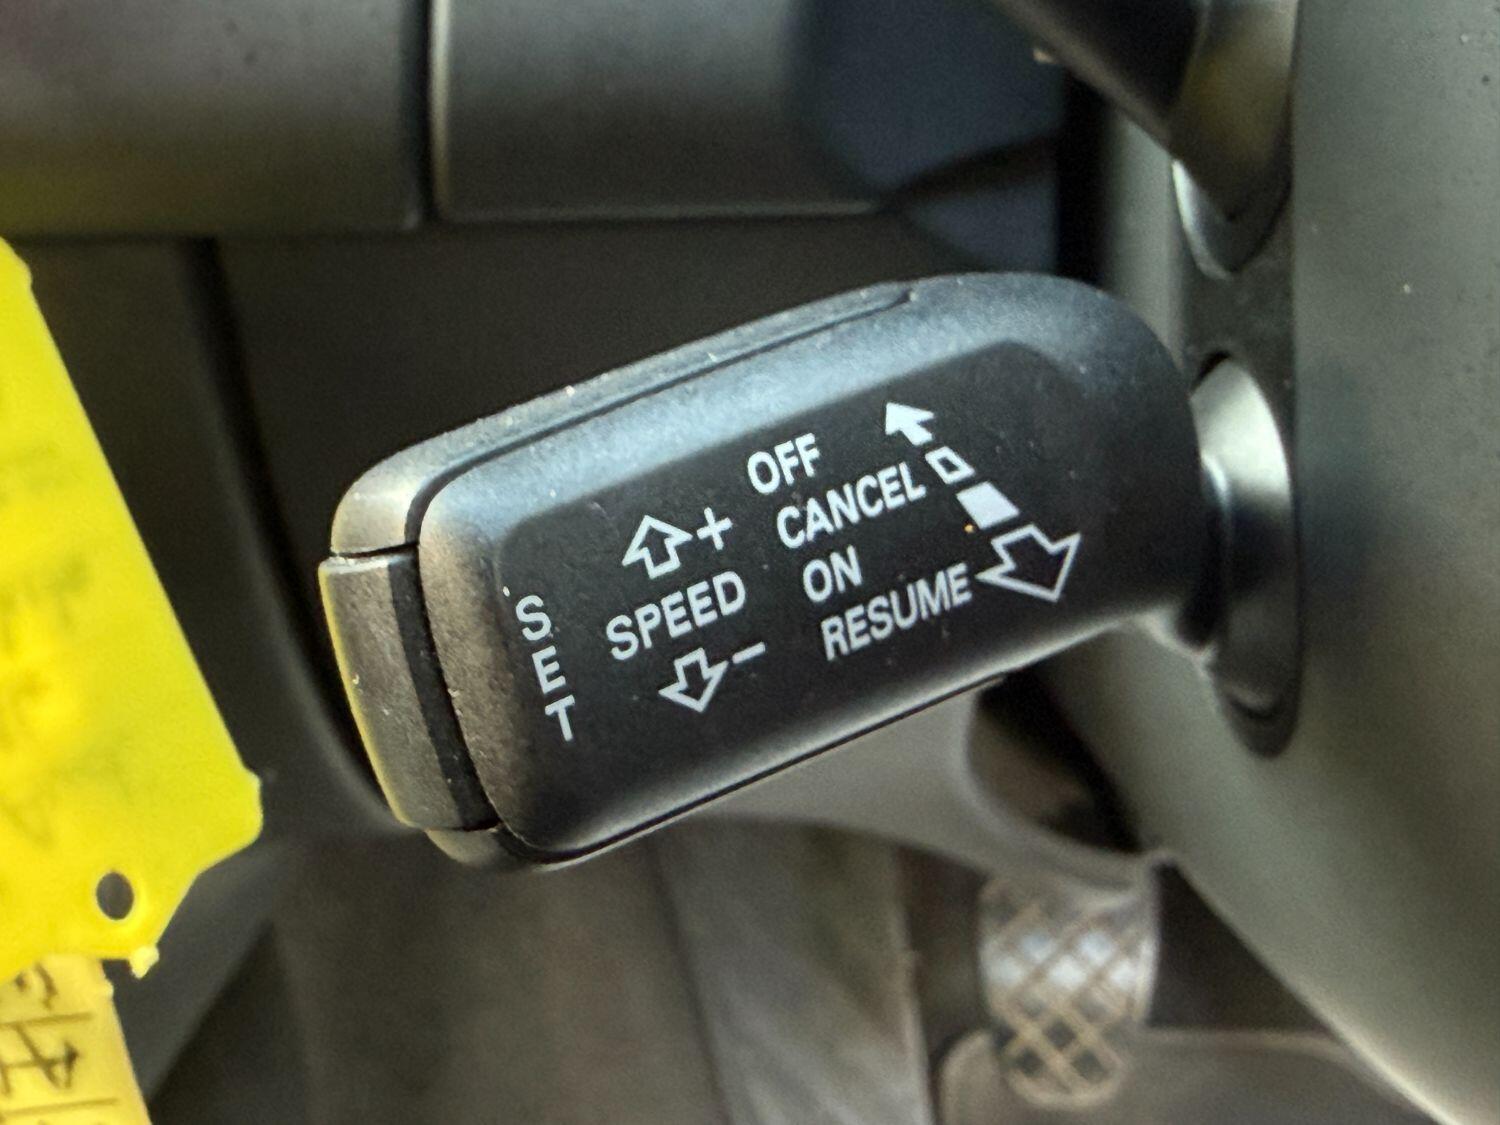 OFF
CANCEL
ON
RESUME
+
SPEED
-
SET